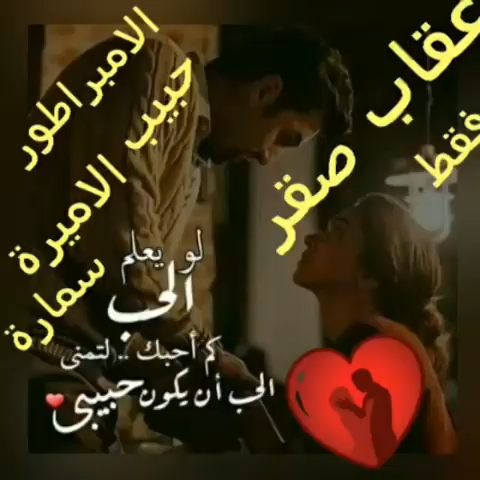 الامبراطور
حبيب الاميرة
سمارة
عقاب صقر
فقط
لو يعلم
الحب
كم أحبك .. لتمنى
الحب أن يكون حبيبي